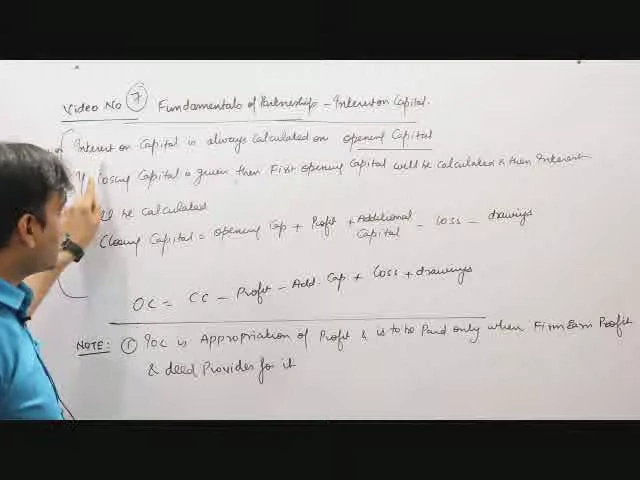 Video No 7 Fundamentals of Partnership - Interest on Capital.
Interest on Capital is always calculated on opening Capital
closing Capital is given then First opening Capital will be calculated & then Interest
be calculated
Closing Capital = opening Cap + Profit + Additional Capital - Loss - drawings
OC = CC - Profit - Add. Cap + Loss + drawings
NOTE: 1 IOC is Appropriation of Profit & is to be Paid only when Firm Earn Profit
& deed Provides for it